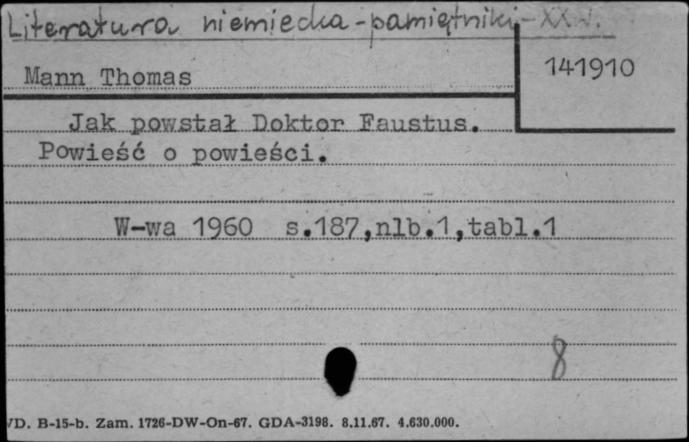 Literatura niemiecka - pamiętniki - XX w.
Mann Thomas
141910
Jak powstał Doktor Faustus.
Powieść o powieści.
W-wa 1960 s.187,nlb.1,tabl.1
8
VD. B-15-b. Zam. 1726-DW-On-67. GDA-3198. 8.11.67. 4.630.000.